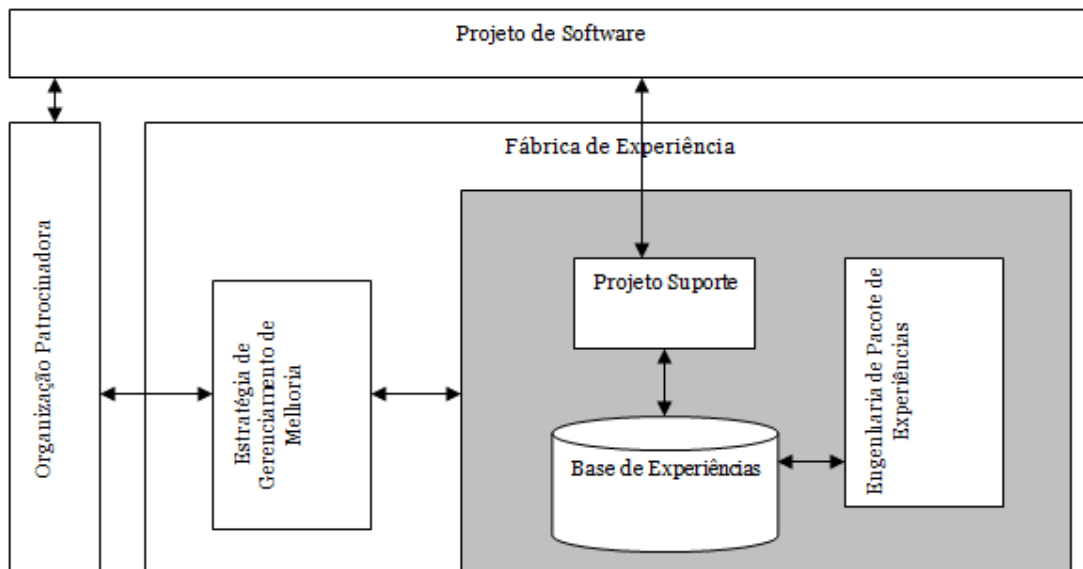 Projeto de Software
Fábrica de Experiência
Organização Patrocinadora
Estratégia de
Gerenciamento de
Melhoria
Projeto Suporte
Base de Experiências
Engenharia de Pacote de
Experiências